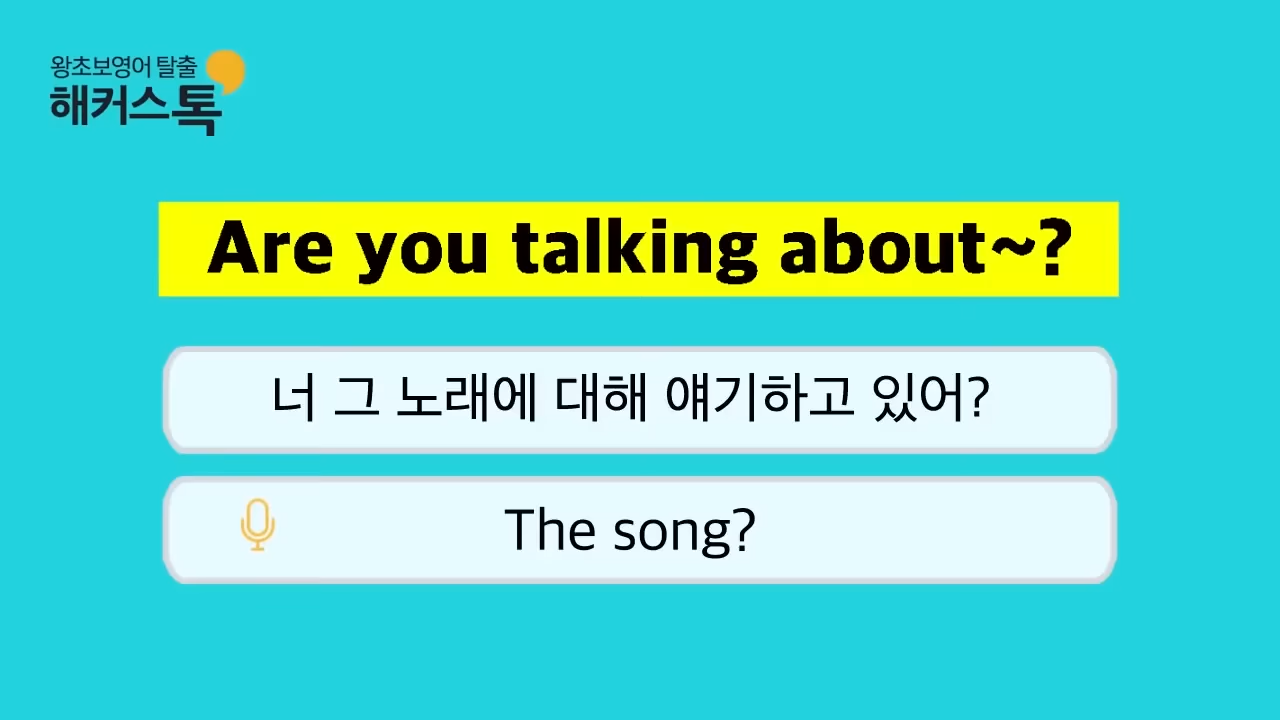 왕초보영어 탈출
해커스톡
Are you talking about~?
너 그 노래에 대해 얘기하고 있어?
The song?